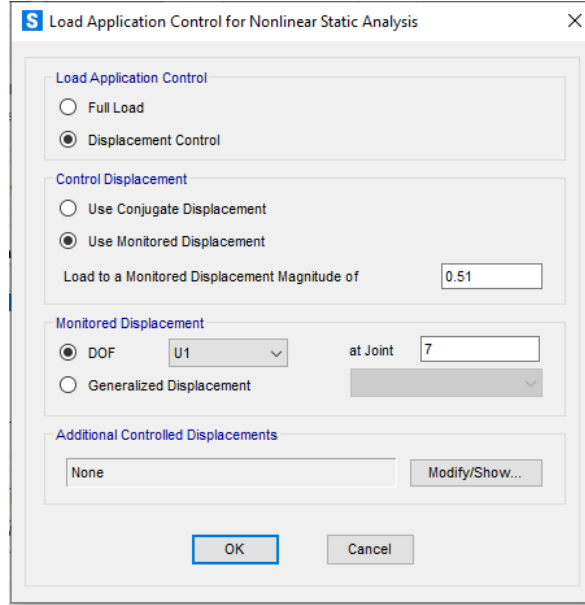 S Load Application Control for Nonlinear Static Analysis
Load Application Control
Full Load
Displacement Control
Control Displacement
Use Conjugate Displacement
Use Monitored Displacement
Load to a Monitored Displacement Magnitude of 0.51
Monitored Displacement
DOF U1 at Joint 7
Generalized Displacement
Additional Controlled Displacements
None Modify/Show...
OK Cancel